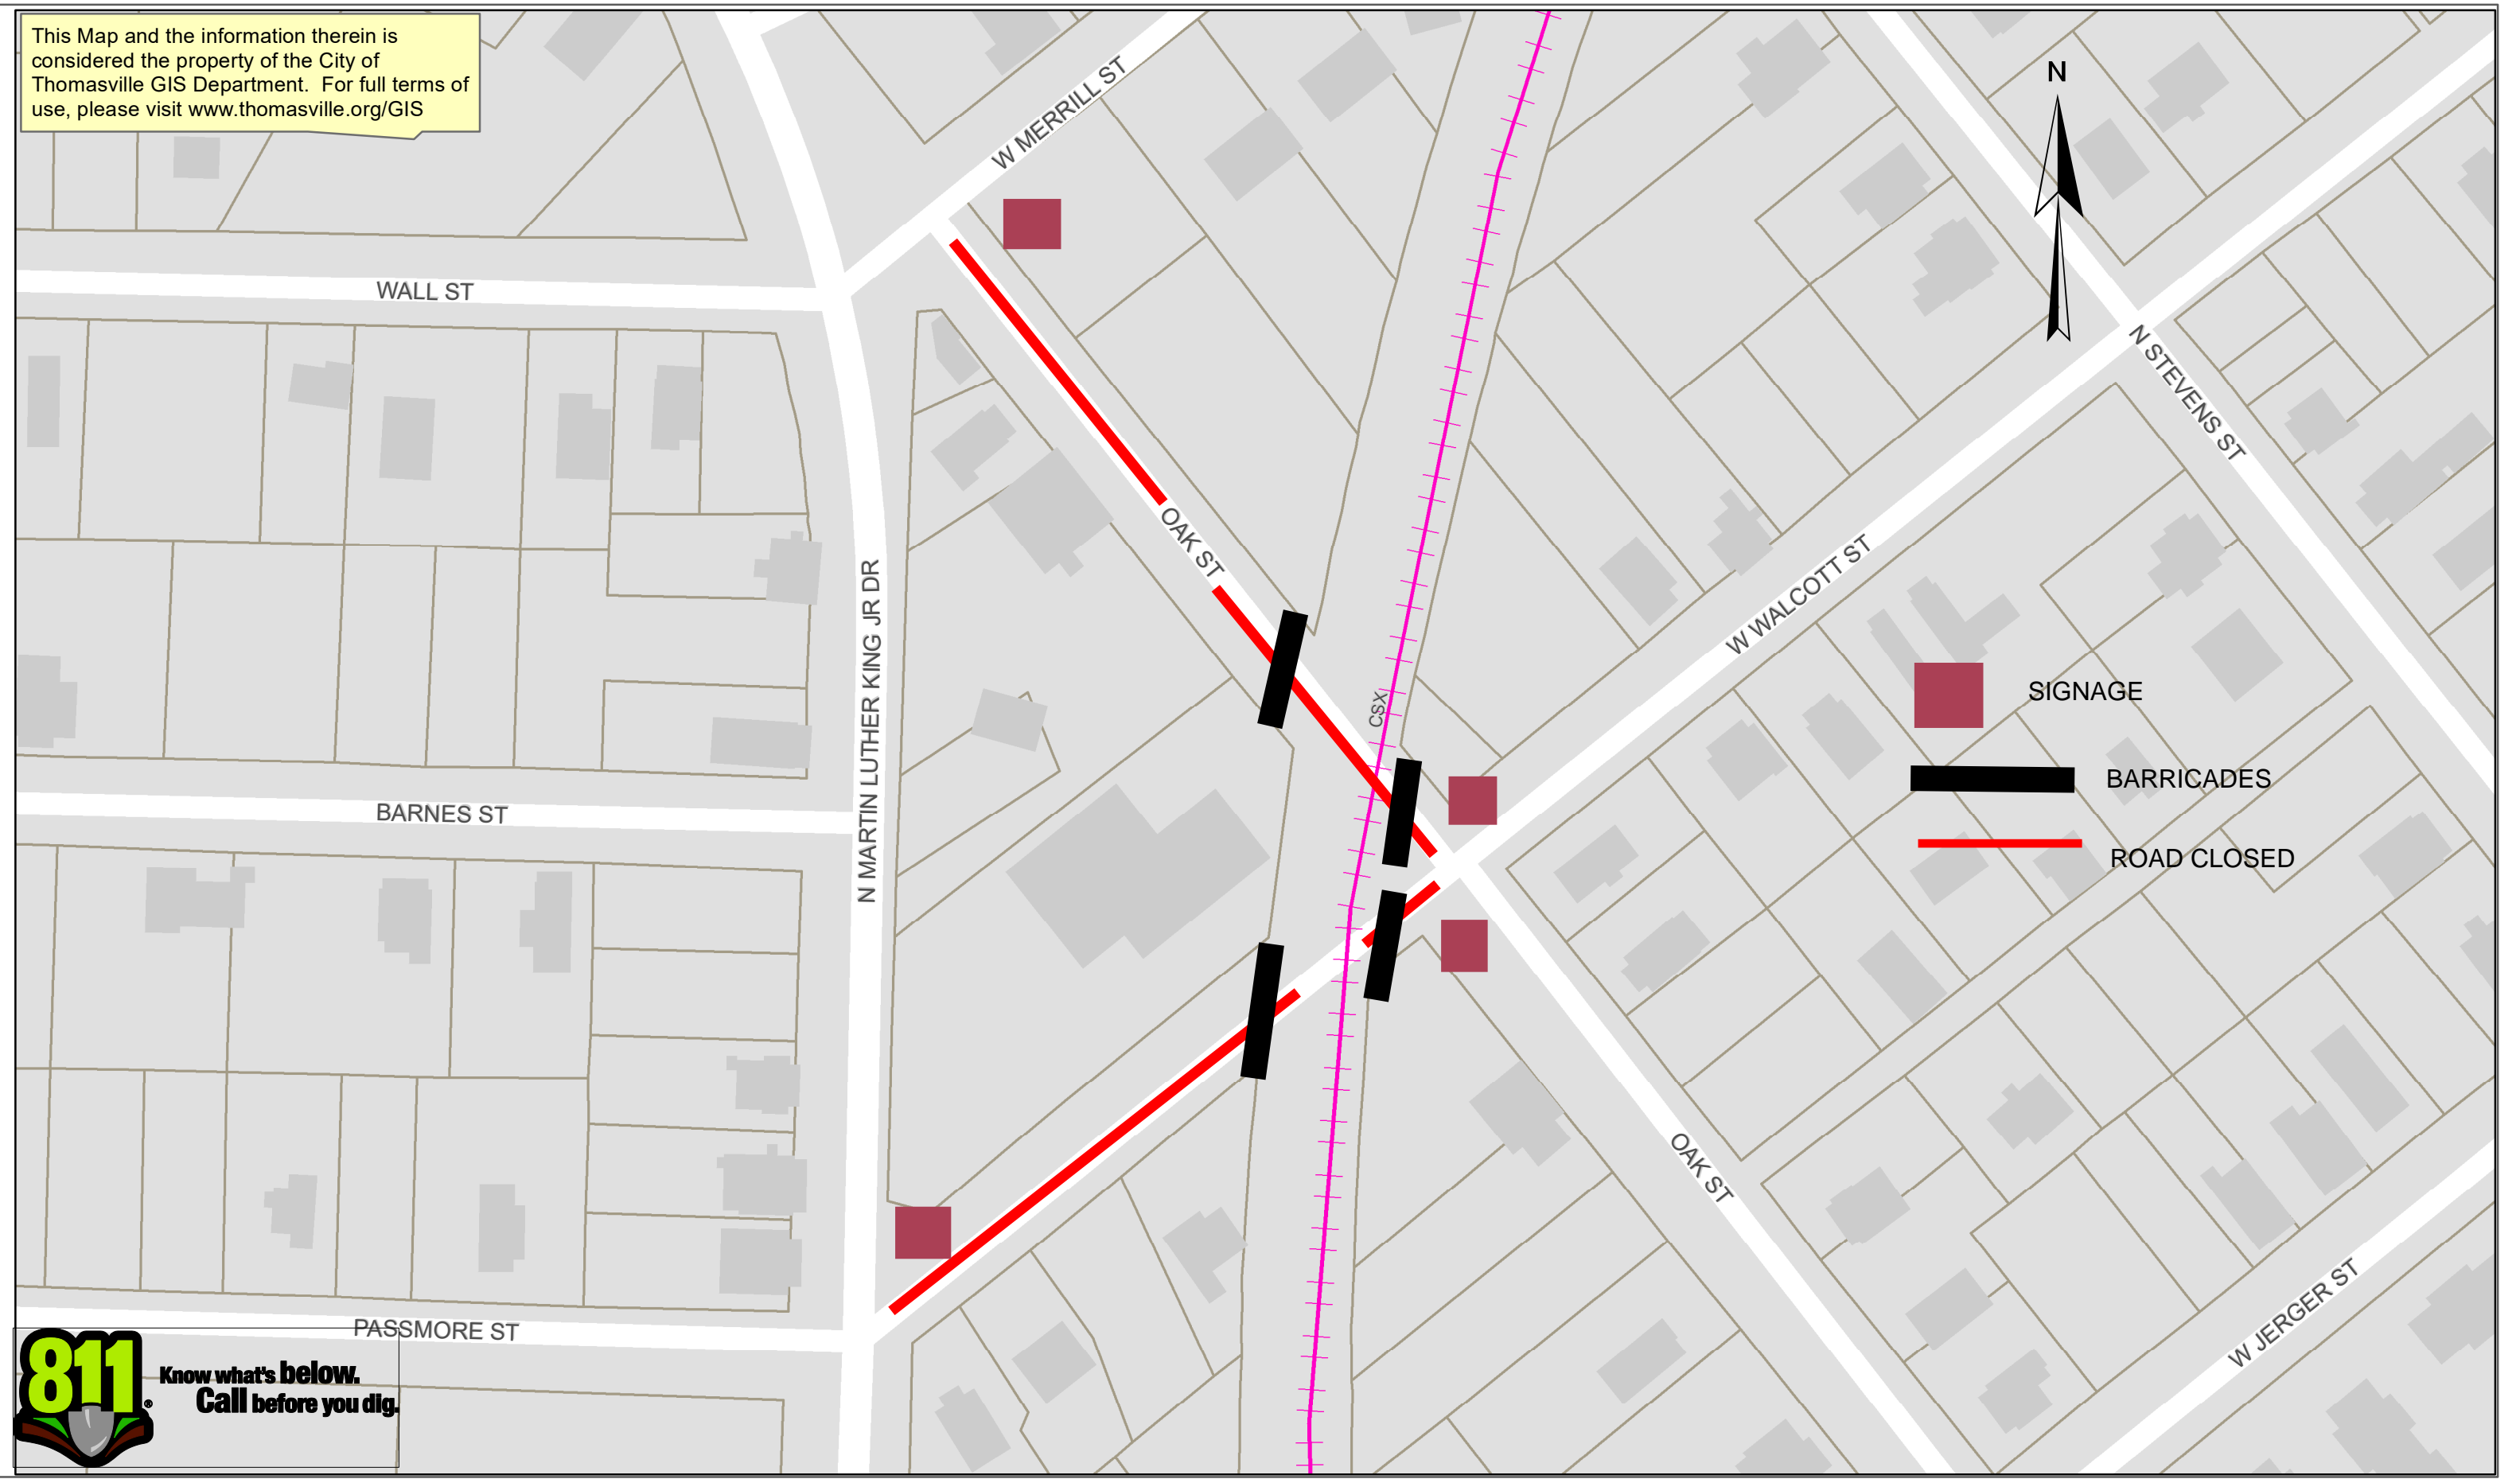 This Map and the information therein is
considered the property of the City of
Thomasville GIS Department.  For full terms of
use, please visit www.thomasville.org/GIS
N
W MERRILL ST
WALL ST
N STEVENS ST
OAK ST
W WALCOTT ST
N MARTIN LUTHER KING JR DR
CSX
SIGNAGE
BARRICADES
BARNES ST
ROAD CLOSED
OAK ST
W JERGER ST
PASSMORE ST
811®
Know what's below.
Call before you dig.